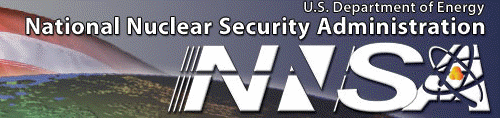 U.S. Department of Energy
National Nuclear Security Administration
NNSA